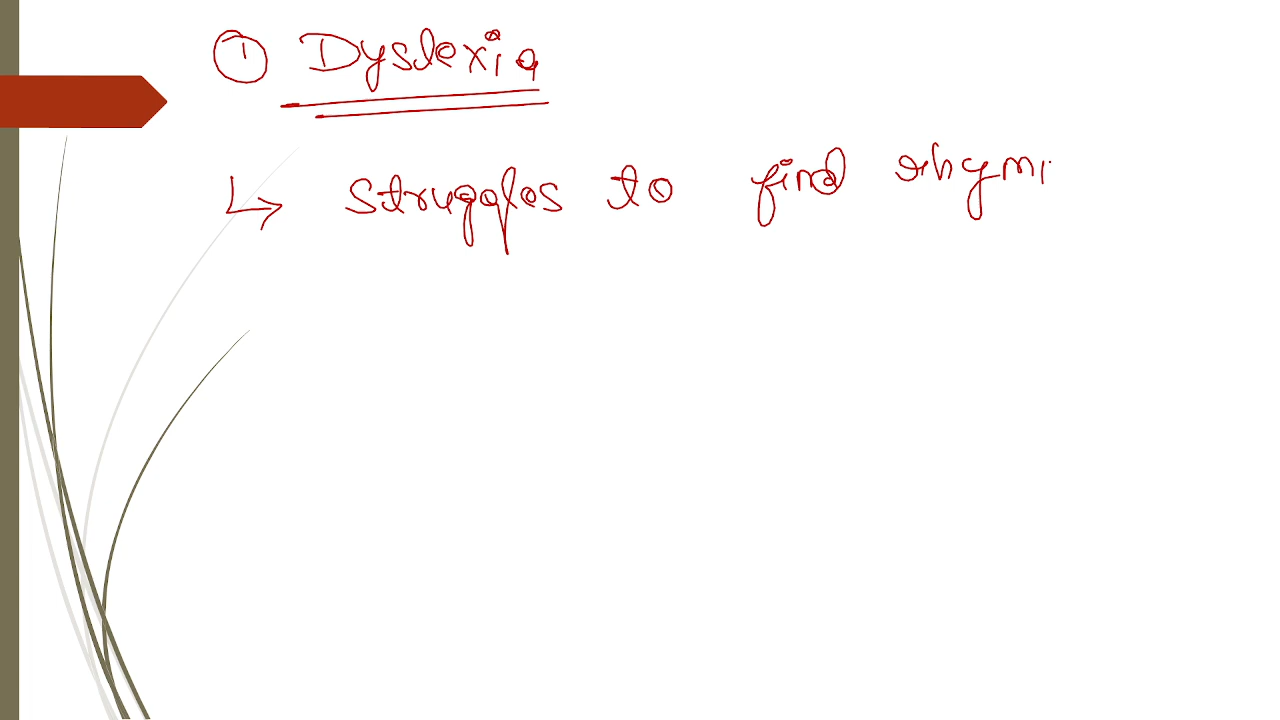 ① Dyslexia
↳ struggles to find rhymi